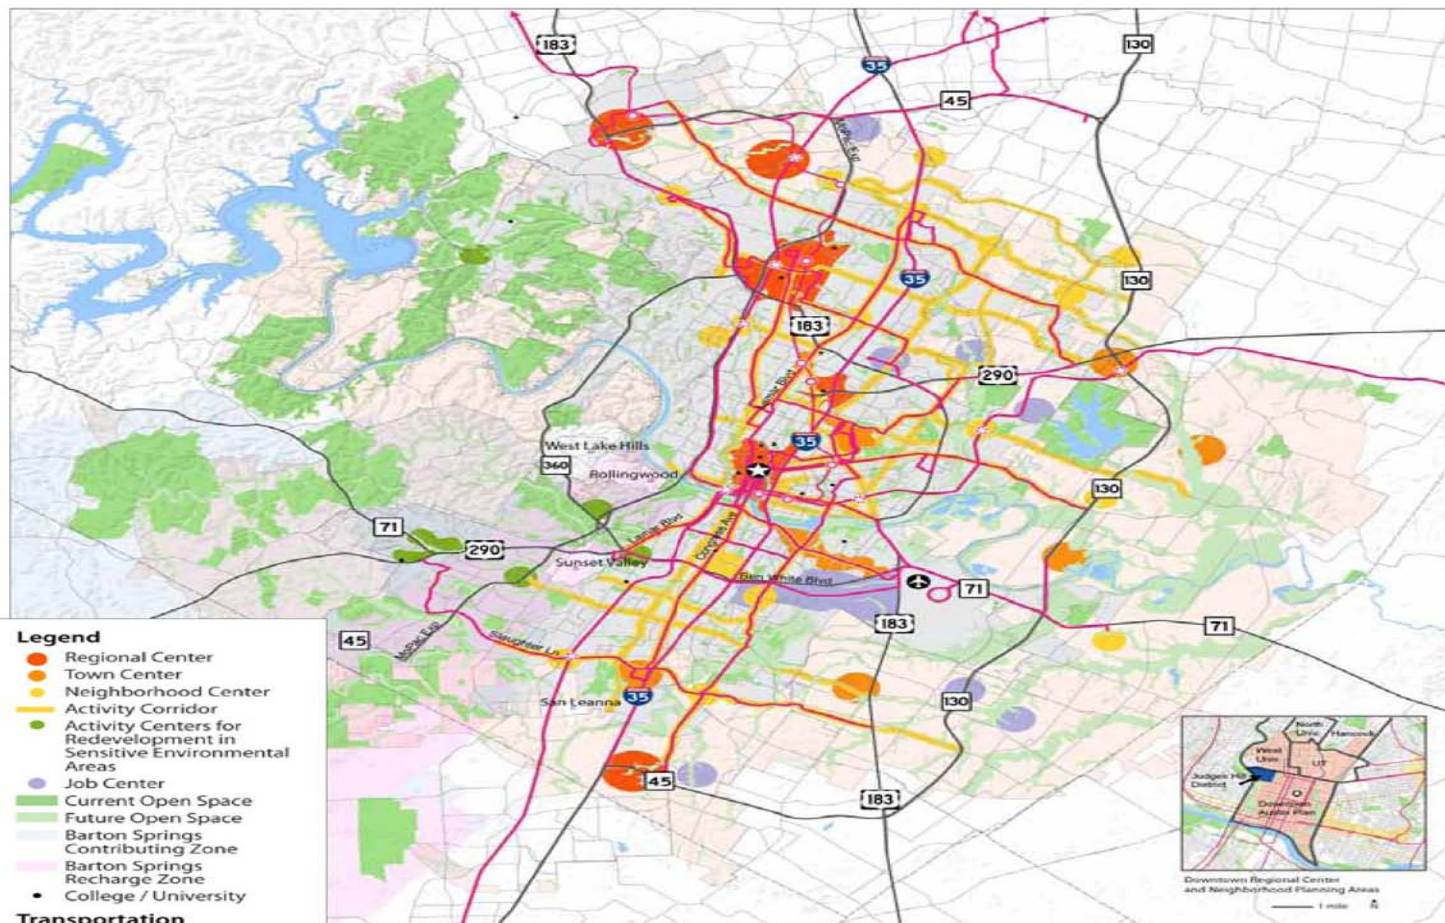 183
35
130
45
MoPac Exp
35
130
183
290
Lamar Blvd
West Lake Hills
35
360
Rollingwood
130
71
Lamar Blvd
Congress Ave
290
Sunset Valley
Ben White Blvd
71
183
71
45
MoPac Exp
Slaughter Ln
35
San Leanna
130
45
183
Legend
Regional Center
Town Center
Neighborhood Center
Activity Corridor
Activity Centers for
Redevelopment in
Sensitive Environmental
Areas
Job Center
Current Open Space
Future Open Space
Barton Springs
Contributing Zone
Barton Springs
Recharge Zone
College / University
Transportation
North
Univ
Hancock
West
Univ
UT
Judges Hill
District
Downtown
Austin Plan
Downtown Regional Center
and Neighborhood Planning Areas
1 mile
N